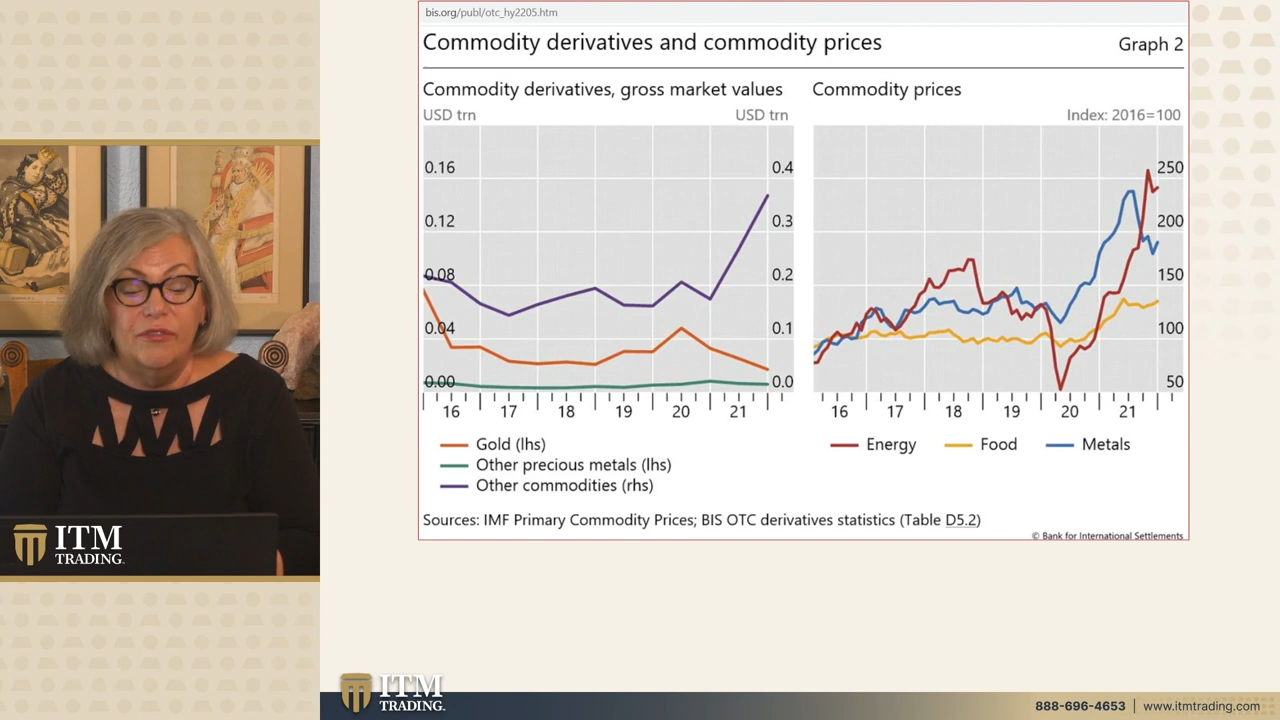 bis.org/publ/otc_hy2205.htm
Commodity derivatives and commodity prices
Graph 2
Commodity derivatives, gross market values
USD trn
USD trn
0.16
0.12
0.08
0.04
0.00
0.4
0.3
0.2
0.1
0.0
16 17 18 19 20 21
Gold (lhs)
Other precious metals (lhs)
Other commodities (rhs)
Commodity prices
Index: 2016=100
250
200
150
100
50
16 17 18 19 20 21
Energy Food Metals
Sources: IMF Primary Commodity Prices; BIS OTC derivatives statistics (Table D5.2)
© Bank for International Settlements
ITM
TRADING
ITM
TRADING
888-696-4653 | www.itmtrading.com